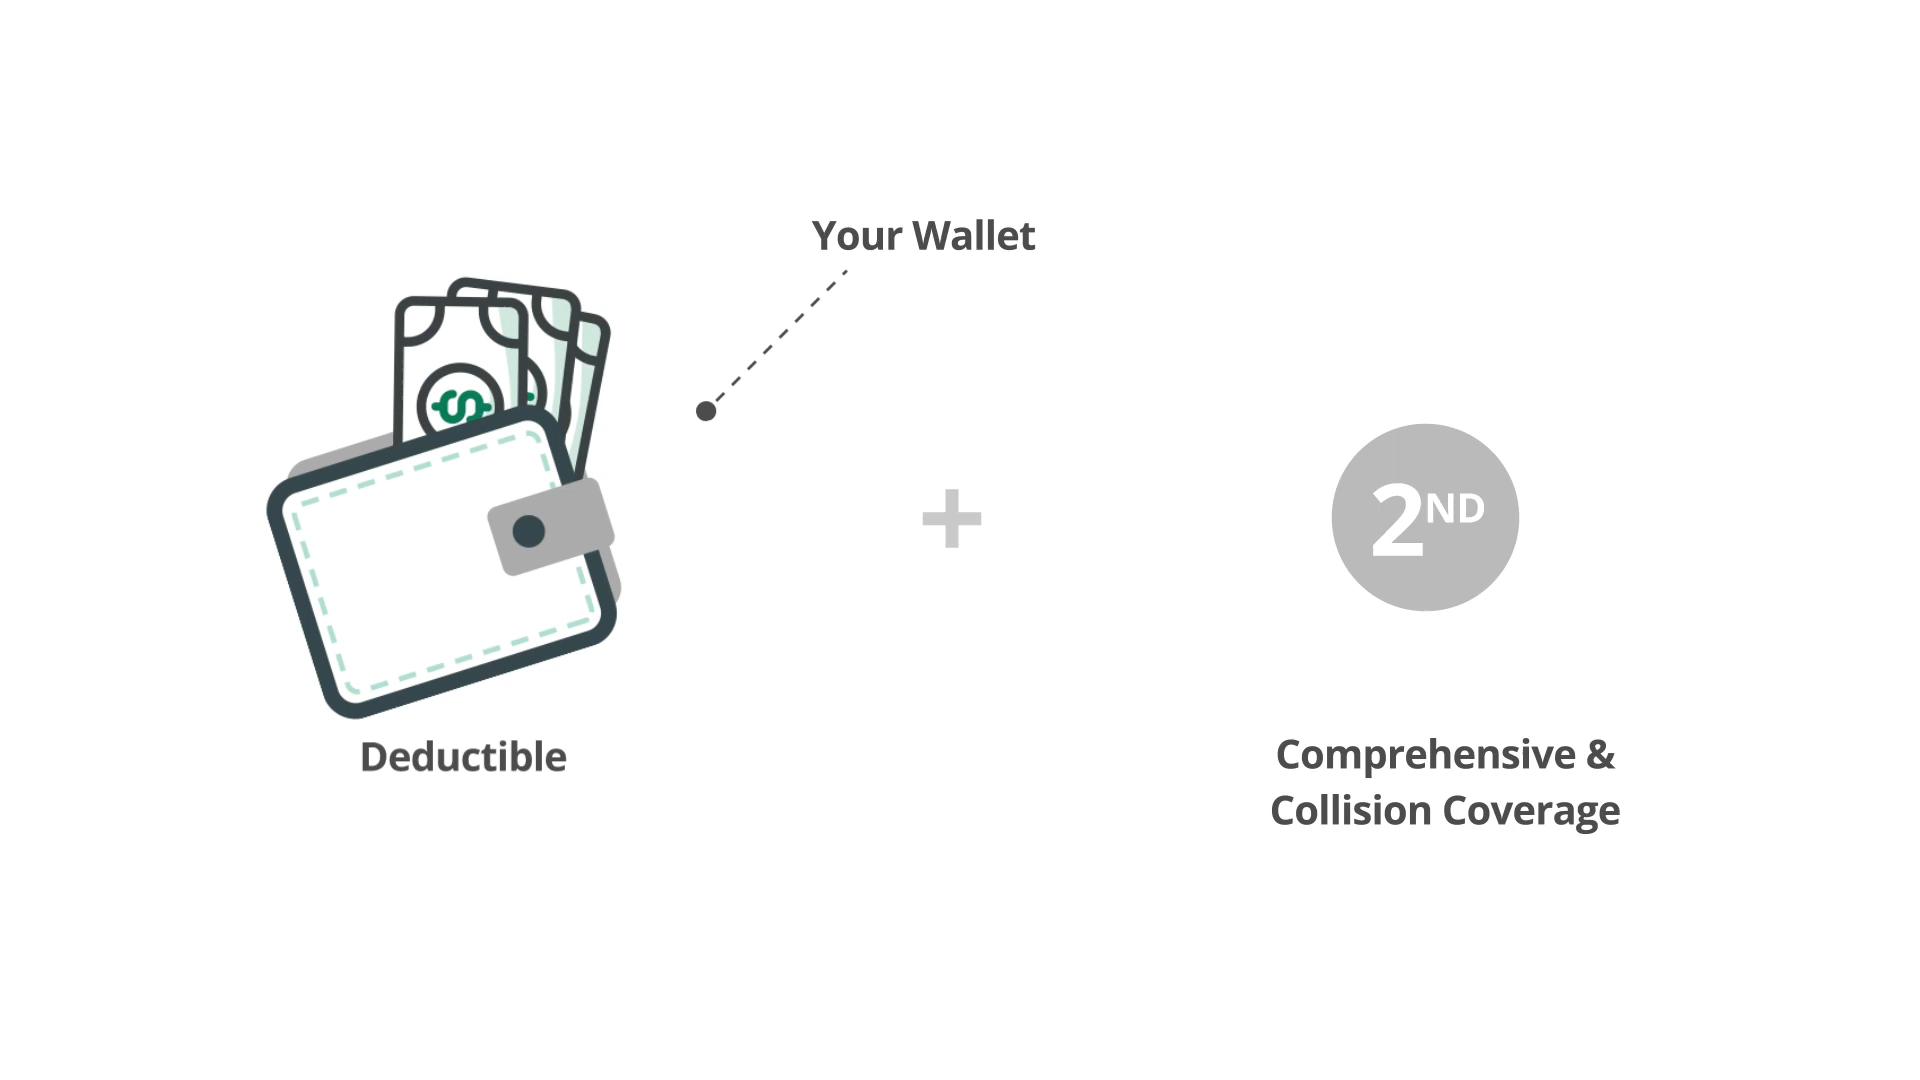 Your Wallet
2ND
Deductible
Comprehensive &
Collision Coverage